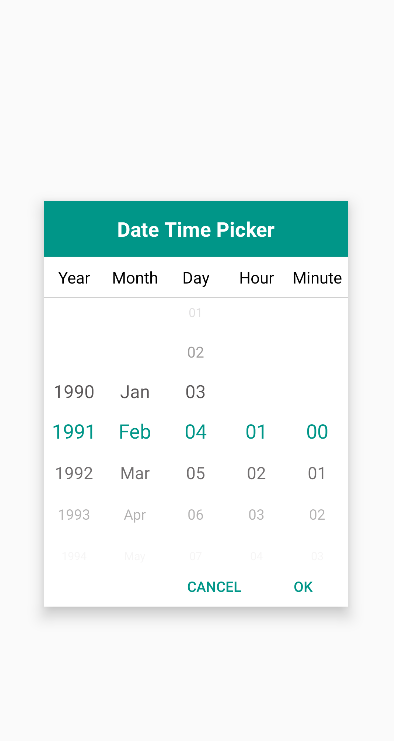 Date Time Picker
Year Month Day Hour Minute
01
02
1990 Jan 03
1991 Feb 04 01 00
1992 Mar 05 02 01
1993 Apr 06 03 02
1994 May 07 04 03
CANCEL OK